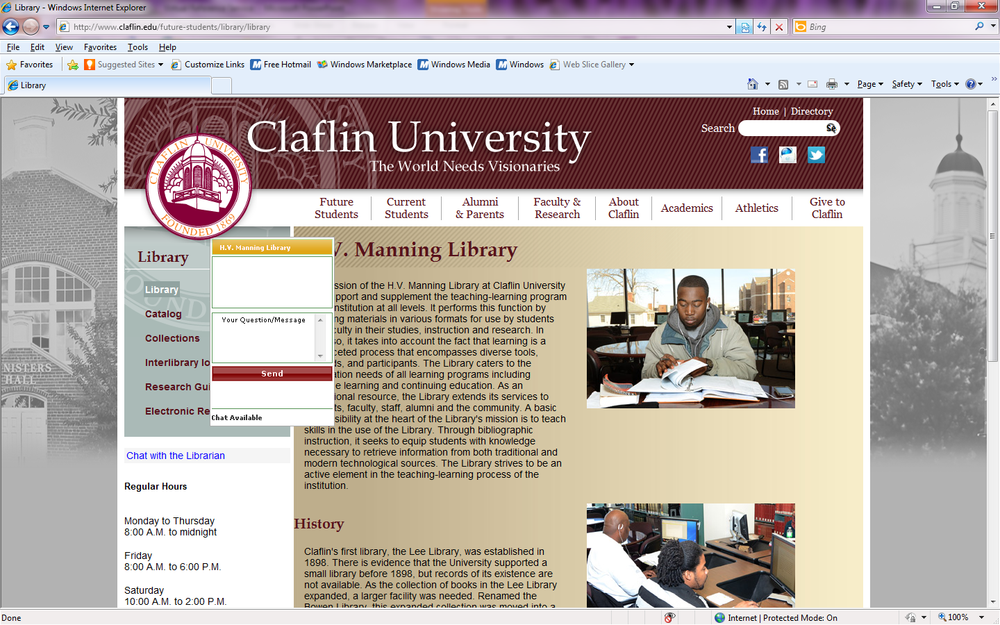 Library - Windows Internet Explorer
http://www.claflin.edu/future-students/library/library
Bing
File Edit View Favorites Tools Help
Favorites Suggested Sites Customize Links Free Hotmail Windows Marketplace Windows Media Windows Web Slice Gallery
Library
Page Safety Tools
Home | Directory
Search
Se
Claflin University
The World Needs Visionaries
CLAFLIN UNIVERSITY
FOUNDED 1869
Future Students
Current Students
Alumni & Parents
Faculty & Research
About Claflin
Academics
Athletics
Give to Claflin
Library
Library
Catalog
Collections
Interlibrary lo
Research Gui
Electronic Re
H.V. Manning Library
Your Question/Message
Send
Chat Available
Chat with the Librarian
Regular Hours
Monday to Thursday
8:00 A.M. to midnight
Friday
8:00 A.M. to 6:00 P.M.
Saturday
10:00 A.M. to 2:00 P.M.
V. Manning Library
ssion of the H.V. Manning Library at Claflin University
pport and supplement the teaching-learning program
nstitution at all levels. It performs this function by
ng materials in various formats for use by students
culty in their studies, instruction and research. In
so, it takes into account the fact that learning is a
ceted process that encompasses diverse tools,
ds, and participants. The Library caters to the
ation needs of all learning programs including
e learning and continuing education. As an
ional resource, the Library extends its services to
ts, faculty, staff, alumni and the community. A basic
sibility at the heart of the Library's mission is to teach
skills in the use of the Library. Through bibliographic
instruction, it seeks to equip students with knowledge
necessary to retrieve information from both traditional and
modern technological sources. The Library strives to be an
active element in the teaching-learning process of the
institution.
History
Claflin's first library, the Lee Library, was established in
1898. There is evidence that the University supported a
small library before 1898, but records of its existence are
not available. As the collection of books in the Lee Library
expanded, a larger facility was needed. Renamed the
Bowen Library, this expanded collection was moved into a
NISTERS
HALL
Done
Internet | Protected Mode: On
100%